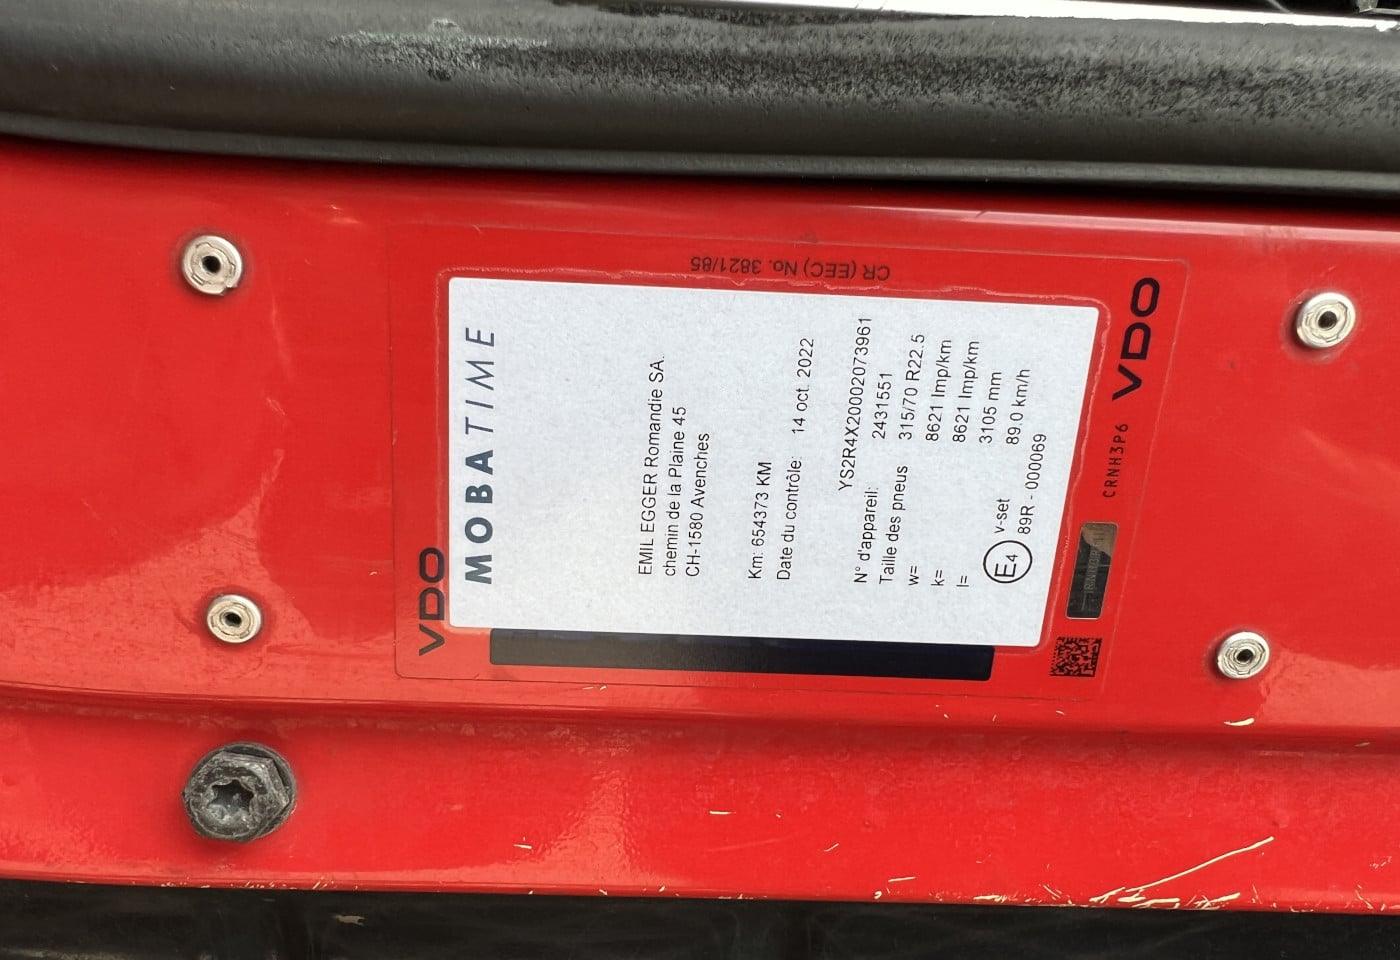 VDO
MOBATIME
EMIL EGGER Romandie SA.
chemin de la Plaine 45
CH-1580 Avenches
Km: 654373 KM
Date du contrôle: 14 oct. 2022
YS2R4X20002073961
N° d'appareil: 2431551
Taille des pneus 315/70 R22.5
w= 8621 Imp/km
k= 8621 Imp/km
l= 3105 mm
v-set 89.0 km/h
E4 89R - 000069
CR (EEC) No. 3821/85
CRNH3P6
VDO